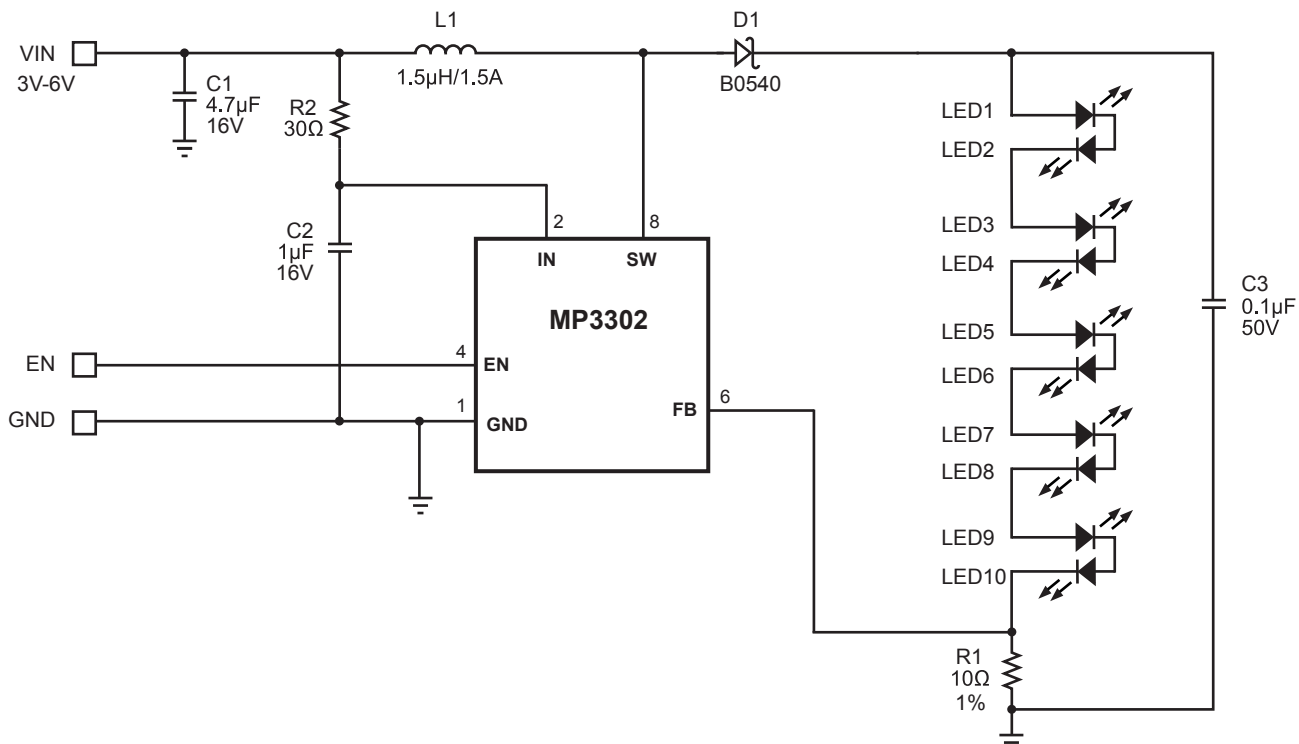 L1
D1
VIN
3V-6V
C1
4.7µF
16V
R2
30Ω
1.5µH/1.5A
B0540
LED1
LED2
C2
1µF
16V
2
8
IN
SW
LED3
LED4
MP3302
C3
0.1µF
50V
LED5
LED6
EN
4
EN
GND
1
GND
FB
6
LED7
LED8
LED9
LED10
R1
10Ω
1%